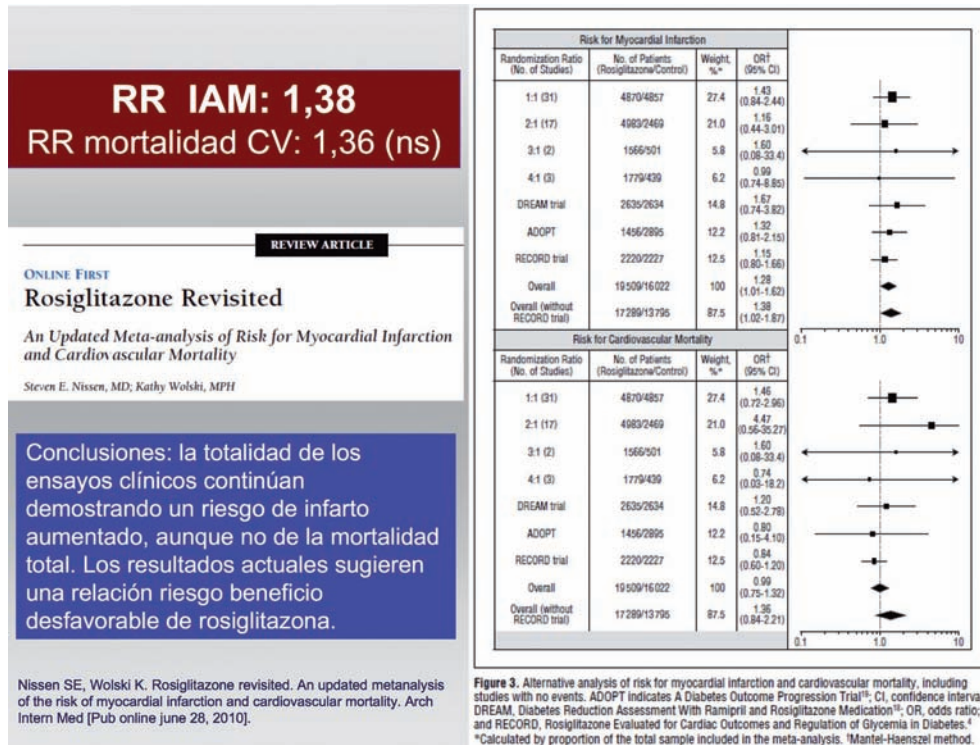 RR IAM: 1,38
RR mortalidad CV: 1,36 (ns)
REVIEW ARTICLE
ONLINE FIRST
Rosiglitazone Revisited
An Updated Meta-analysis of Risk for Myocardial Infarction
and Cardiovascular Mortality
Steven E. Nissen, MD; Kathy Wolski, MPH
Conclusiones: la totalidad de los
ensayos clínicos continúan
demostrando un riesgo de infarto
aumentado, aunque no de la mortalidad
total. Los resultados actuales sugieren
una relación riesgo beneficio
desfavorable de rosiglitazona.
Nissen SE, Wolski K. Rosiglitazone revisited. An updated metanalysis
of the risk of myocardial infarction and cardiovascular mortality. Arch
Intern Med [Pub online june 28, 2010].
Risk for Myocardial Infarction
Randomization Ratio (No. of Studies) No. of Patients (Rosiglitazone/Control) Weight, %* OR† (95% CI)
1:1 (31) 4870/4857 27.4 1.43 (0.84-2.44)
2:1 (17) 4983/2469 21.0 1.16 (0.44-3.01)
3:1 (2) 1566/501 5.8 1.60 (0.08-33.4)
4:1 (3) 1779/439 6.2 0.99 (0.74-8.85)
DREAM trial 2635/2634 14.8 1.67 (0.74-3.82)
ADOPT 1456/2895 12.2 1.32 (0.81-2.15)
RECORD trial 2220/2227 12.5 1.15 (0.80-1.66)
Overall 19509/16022 100 1.28 (1.01-1.62)
Overall (without RECORD trial) 17289/13795 87.5 1.38 (1.02-1.87)
0.1 1.0 10
Risk for Cardiovascular Mortality
Randomization Ratio (No. of Studies) No. of Patients (Rosiglitazone/Control) Weight, %* OR† (95% CI)
1:1 (31) 4870/4857 27.4 1.46 (0.72-2.96)
2:1 (17) 4983/2469 21.0 4.47 (0.56-35.27)
3:1 (2) 1566/501 5.8 1.60 (0.08-33.4)
4:1 (3) 1779/439 6.2 0.74 (0.03-18.2)
DREAM trial 2635/2634 14.8 1.20 (0.52-2.78)
ADOPT 1456/2895 12.2 0.80 (0.15-4.10)
RECORD trial 2220/2227 12.5 0.84 (0.60-1.20)
Overall 19509/16022 100 0.99 (0.75-1.32)
Overall (without RECORD trial) 17289/13795 87.5 1.36 (0.84-2.21)
0.1 1.0 10
Figure 3. Alternative analysis of risk for myocardial infarction and cardiovascular mortality, including
studies with no events. ADOPT indicates A Diabetes Outcome Progression Trial; CI, confidence interva
DREAM, Diabetes Reduction Assessment With Ramipril and Rosiglitazone Medication; OR, odds ratio;
and RECORD, Rosiglitazone Evaluated for Cardiac Outcomes and Regulation of Glycemia in Diabetes.⁴
*Calculated by proportion of the total sample included in the meta-analysis. †Mantel-Haenszel method.